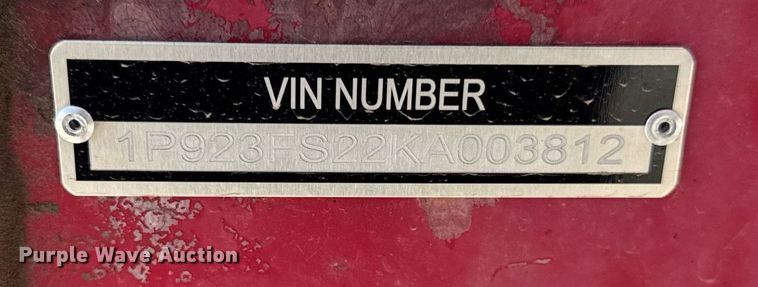 VIN NUMBER
1P923FS22KA003812
Purple Wave Auction